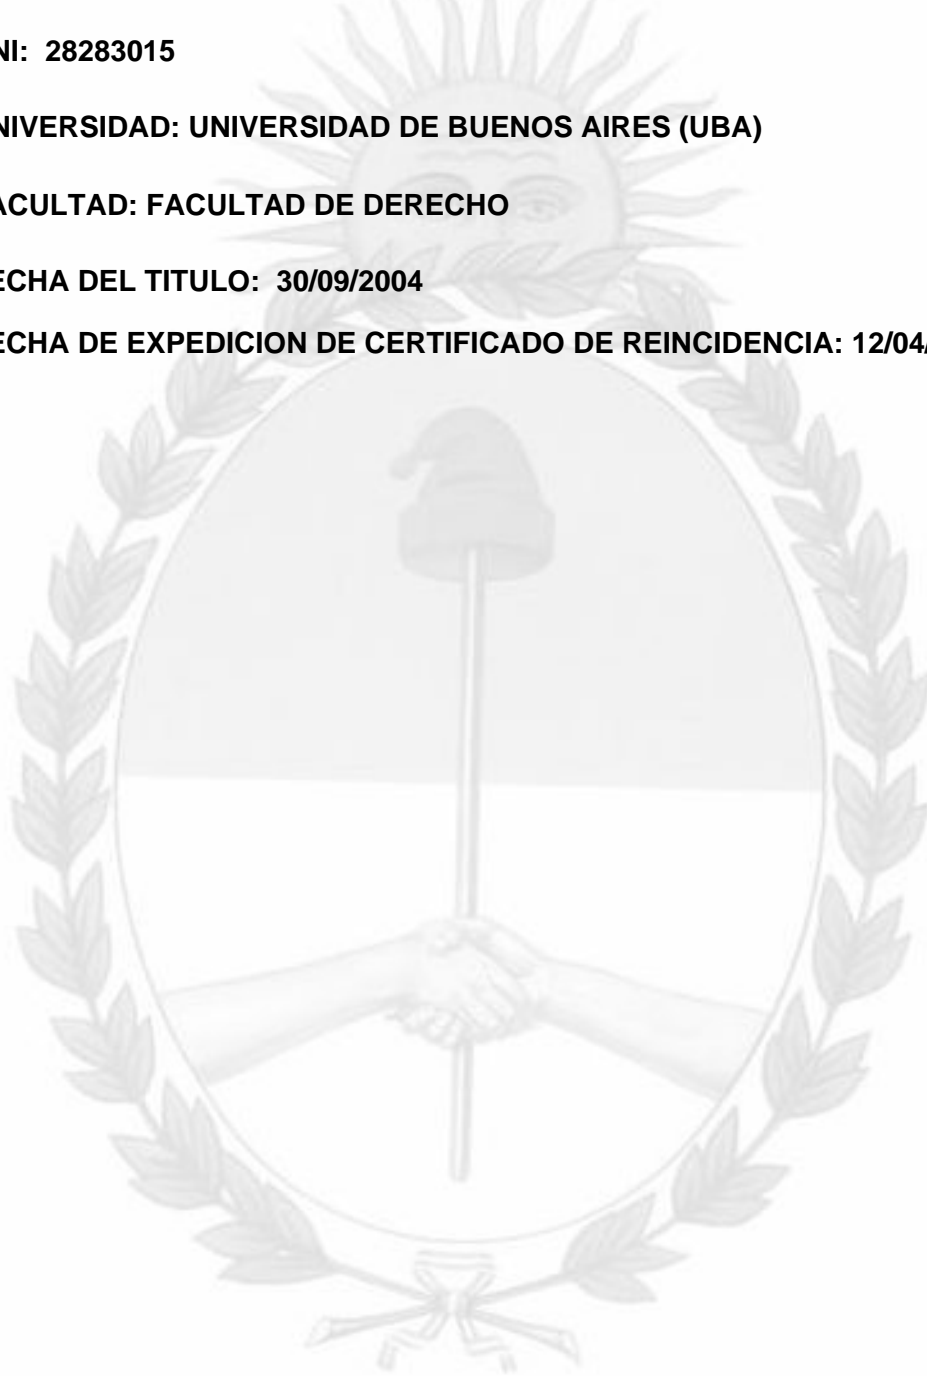 NI: 28283015
NIVERSIDAD: UNIVERSIDAD DE BUENOS AIRES (UBA)
ACULTAD: FACULTAD DE DERECHO
ECHA DEL TITULO: 30/09/2004
ECHA DE EXPEDICION DE CERTIFICADO DE REINCIDENCIA: 12/04/